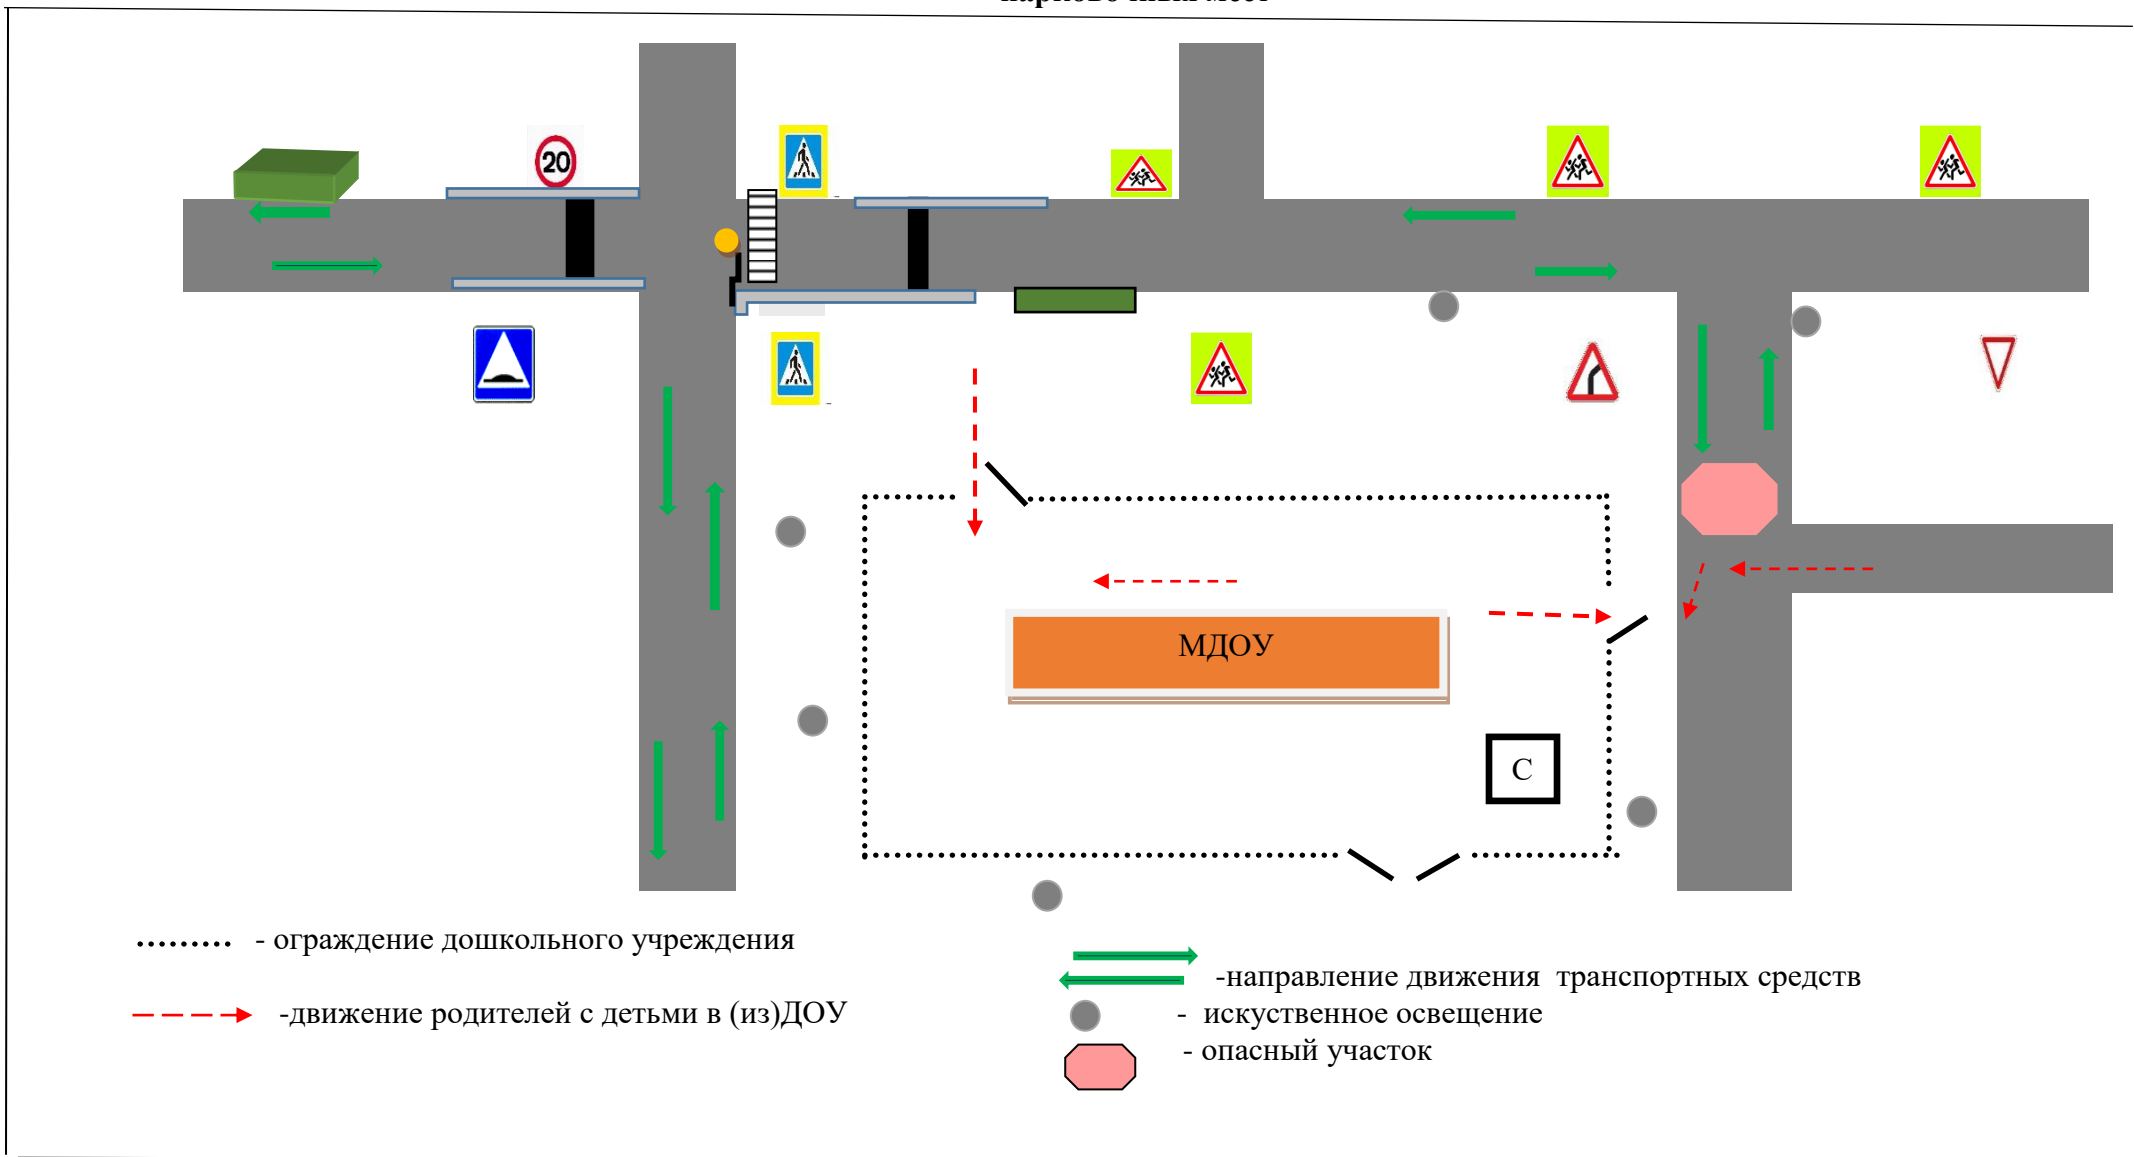 20
МДОУ
С
- ограждение дошкольного учреждения
-направление движения транспортных средств
-движение родителей с детьми в (из)ДОУ
- искуственное освещение
- опасный участок